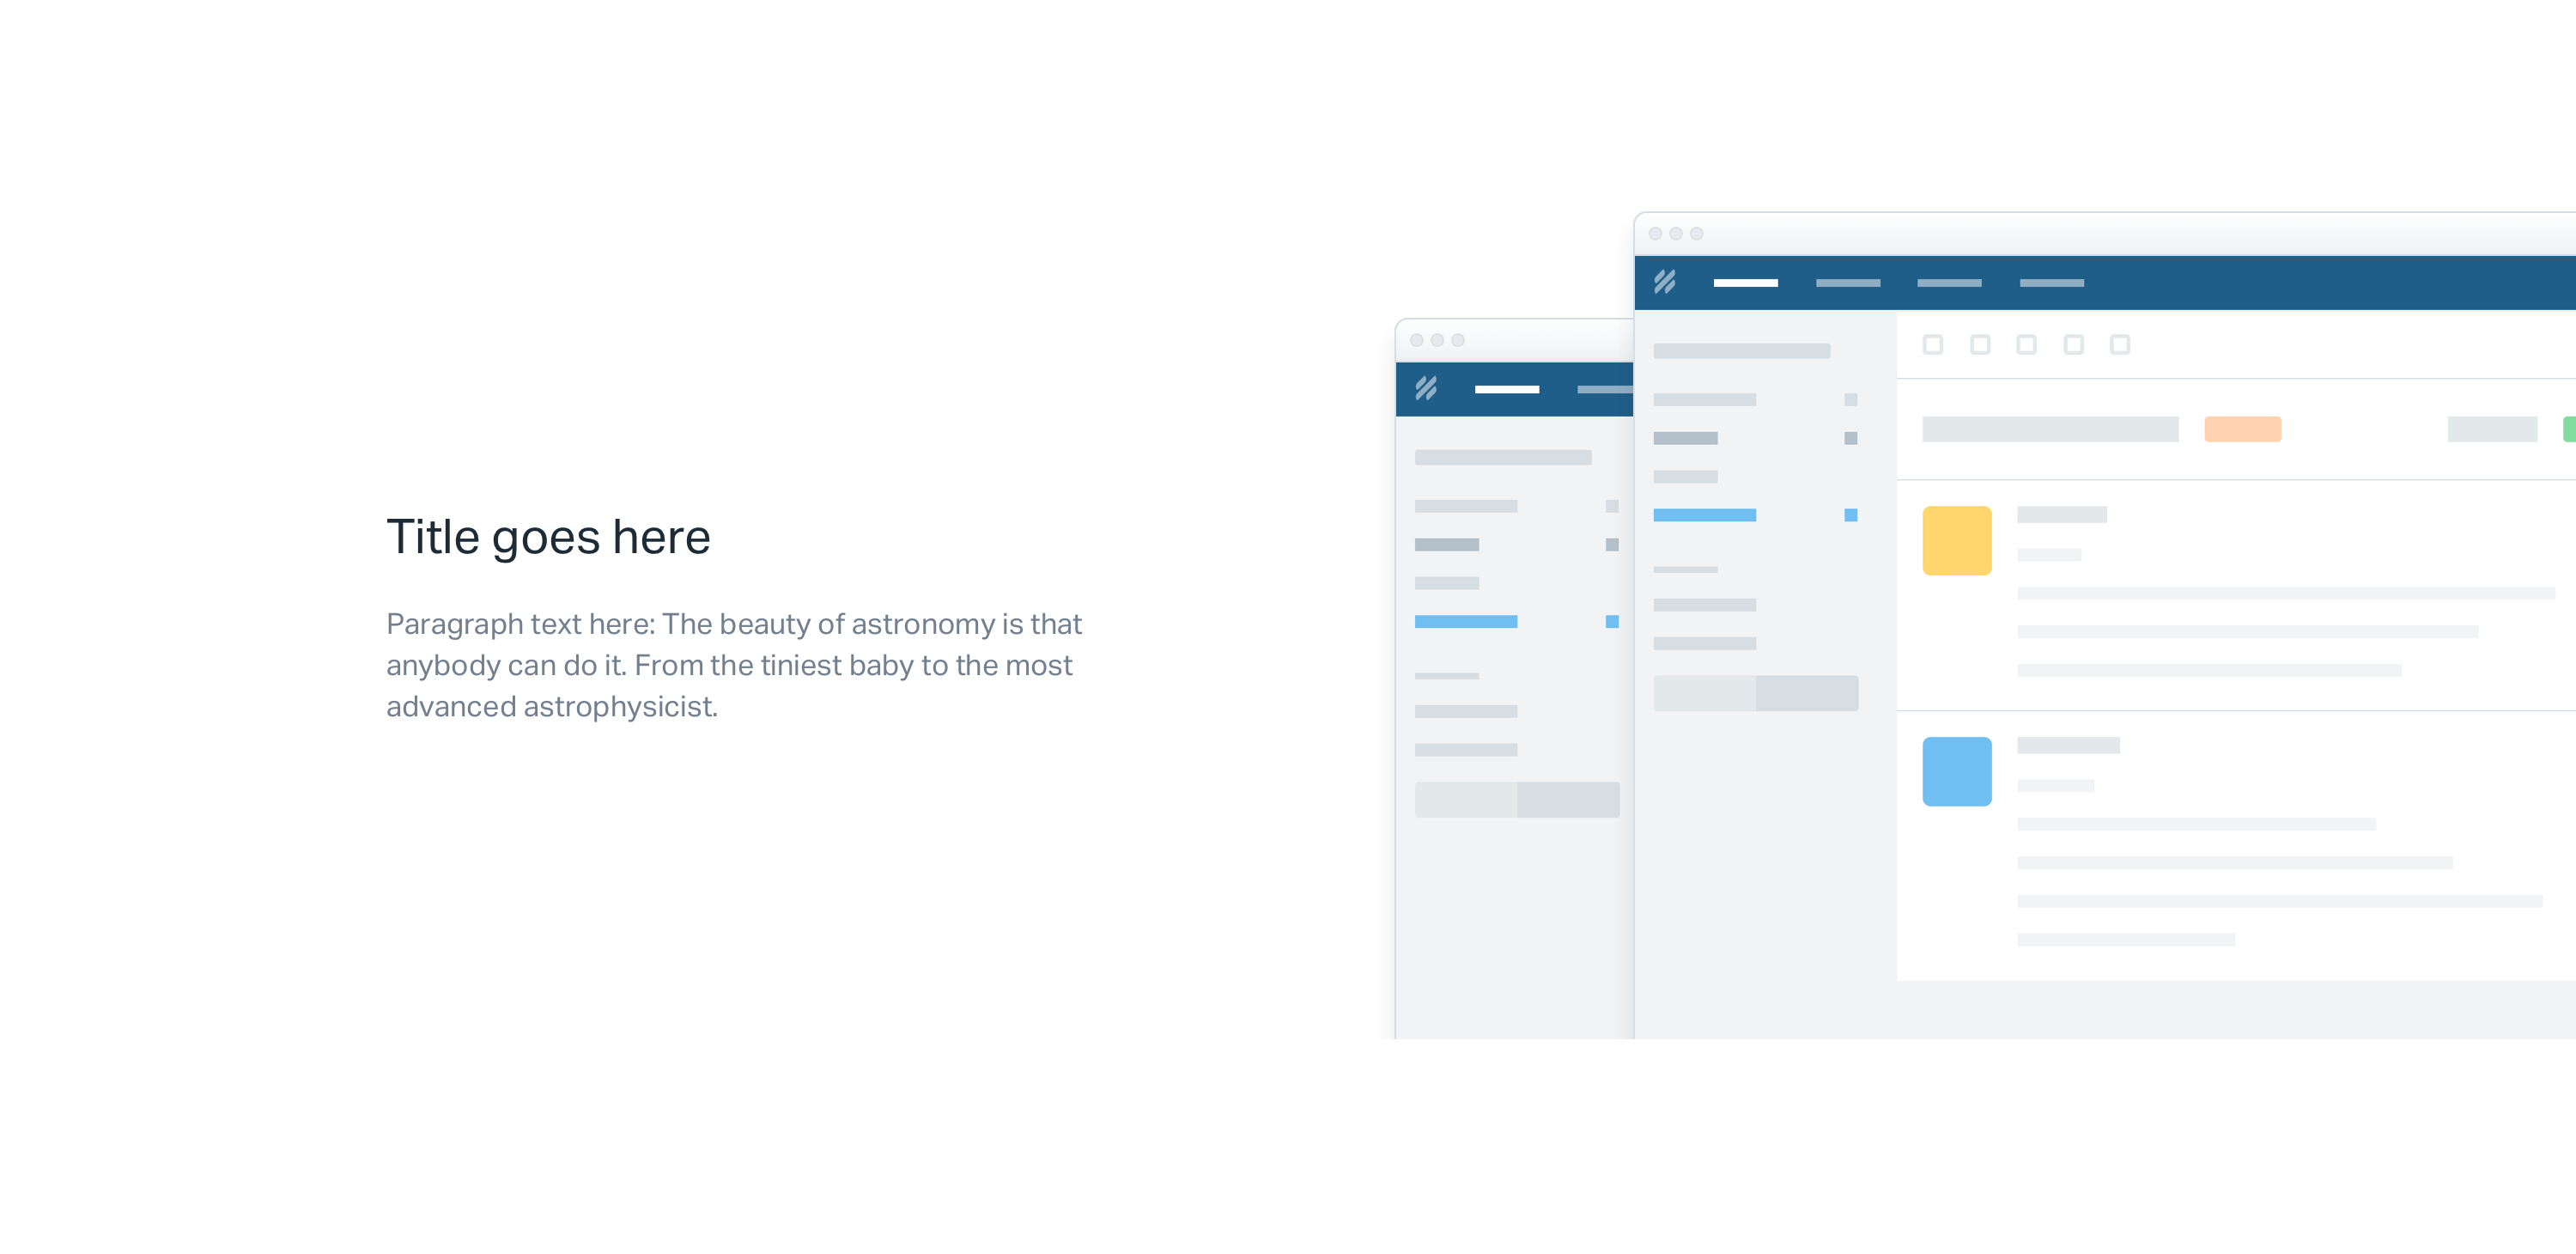 Title goes here
Paragraph text here: The beauty of astronomy is that
anybody can do it. From the tiniest baby to the most
advanced astrophysicist.